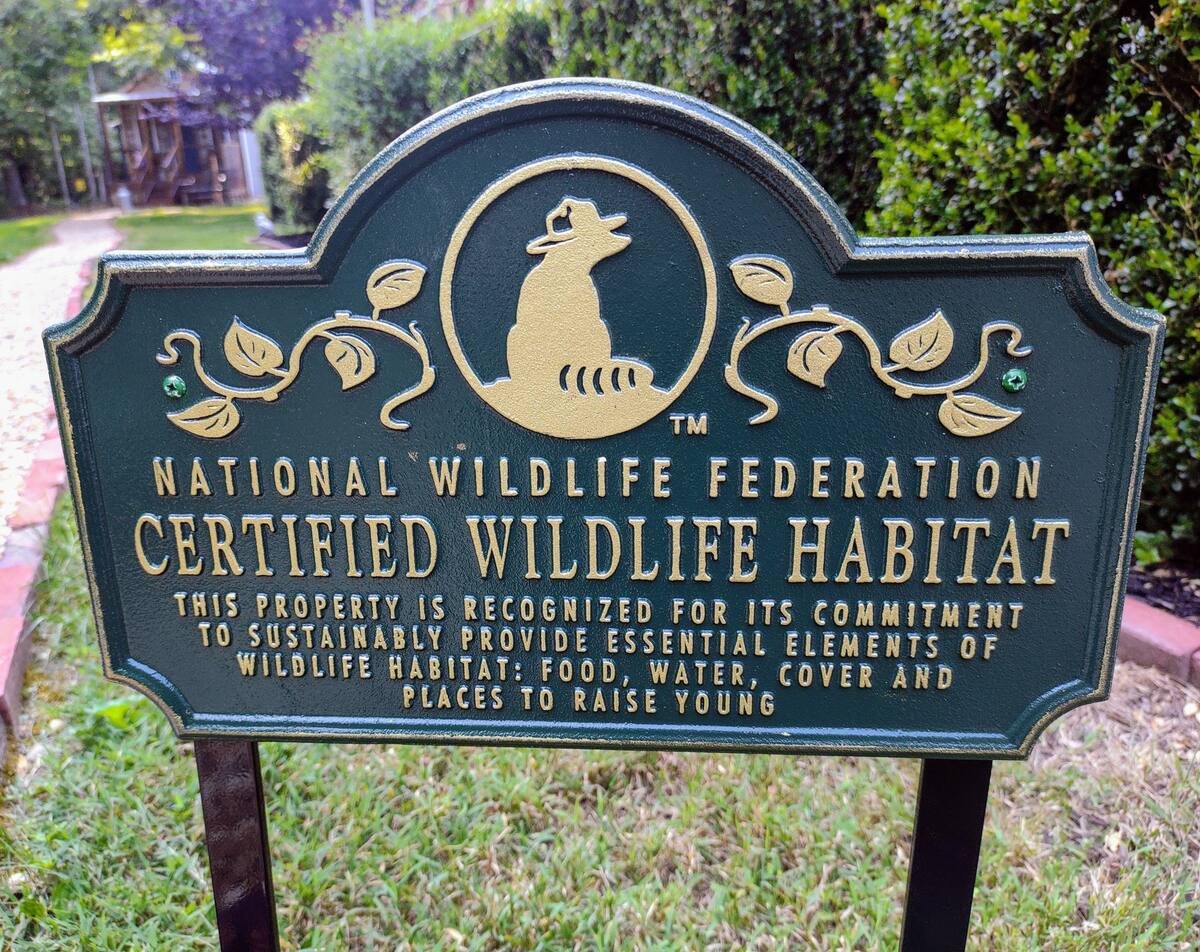 TM
NATIONAL WILDLIFE FEDERATION
CERTIFIED WILDLIFE HABITAT
THIS PROPERTY IS RECOGNIZED FOR ITS COMMITMENT
TO SUSTAINABLY PROVIDE ESSENTIAL ELEMENTS OF
WILDLIFE HABITAT: FOOD, WATER, COVER AND
PLACES TO RAISE YOUNG